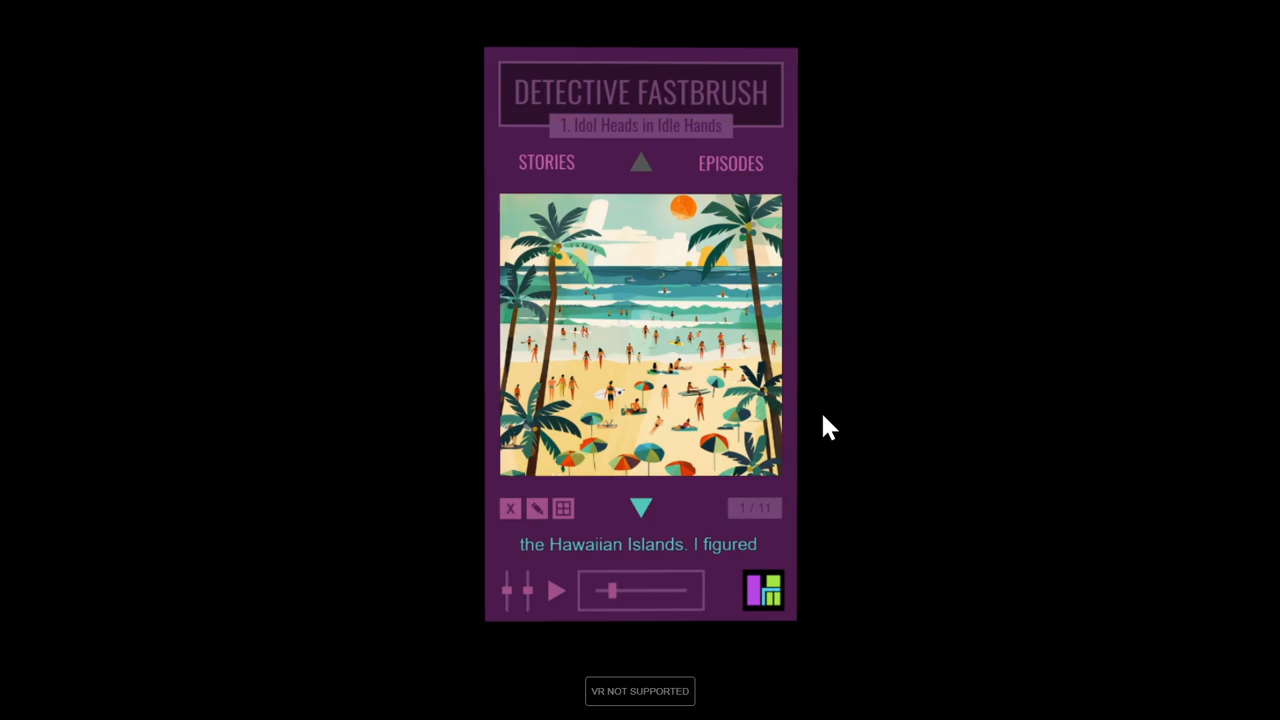 DETECTIVE FASTBRUSH
1. Idol Heads in Idle Hands
STORIES
EPISODES
X
1 / 11
the Hawaiian Islands. I figured
VR NOT SUPPORTED